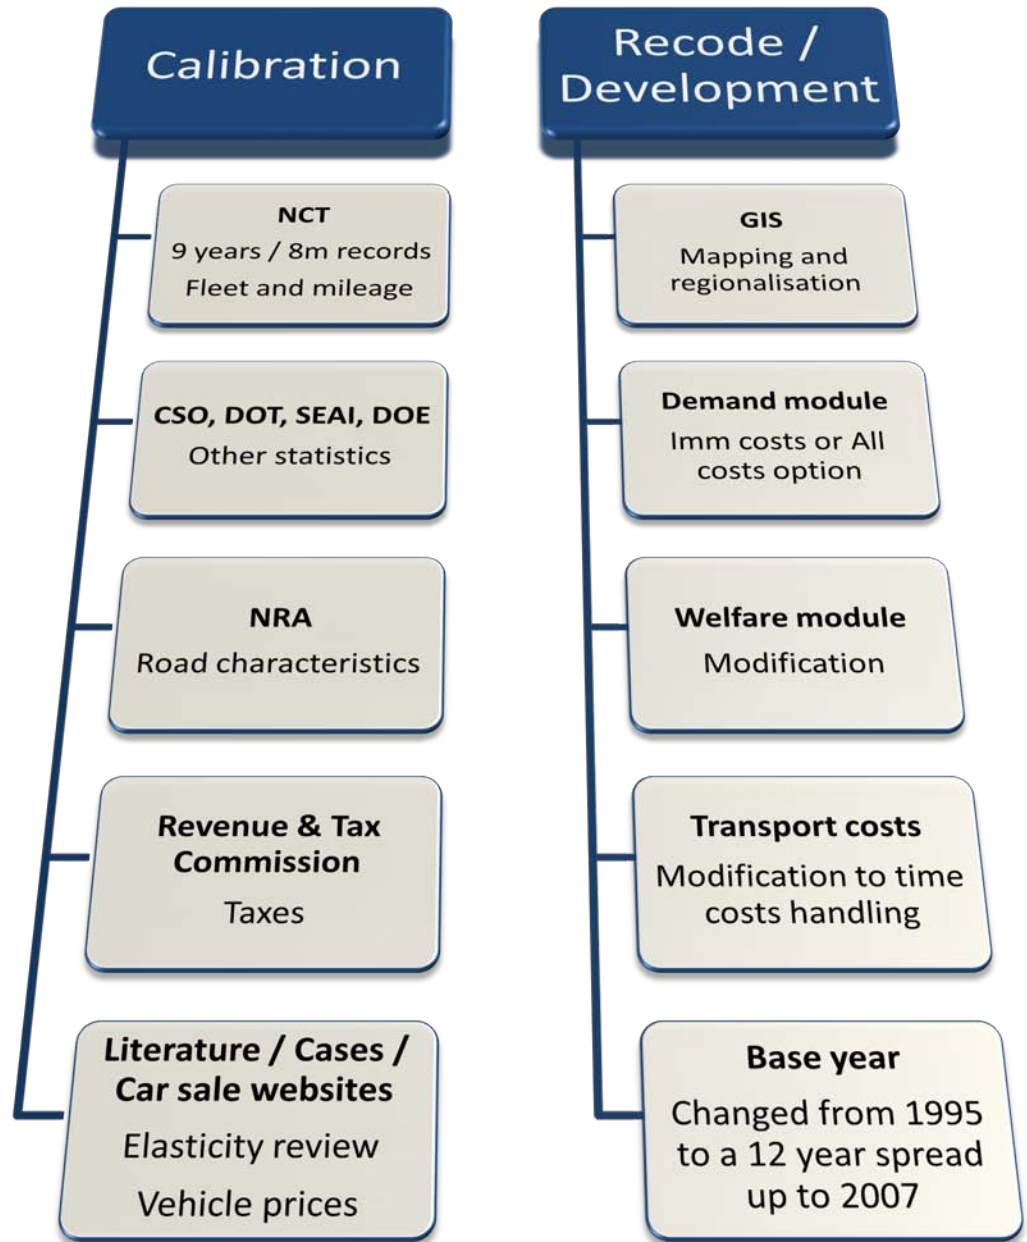 Calibration
NCT
9 years / 8m records
Fleet and mileage
CSO, DOT, SEAI, DOE
Other statistics
NRA
Road characteristics
Revenue & Tax
Commission
Taxes
Literature / Cases /
Car sale websites
Elasticity review
Vehicle prices
Recode /
Development
GIS
Mapping and
regionalisation
Demand module
Imm costs or All
costs option
Welfare module
Modification
Transport costs
Modification to time
costs handling
Base year
Changed from 1995
to a 12 year spread
up to 2007